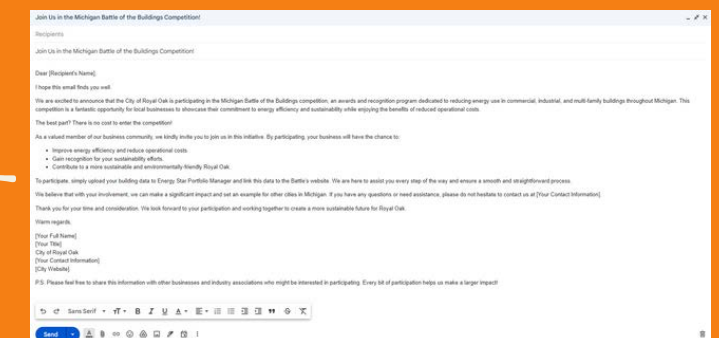 Join Us in the Michigan Battle of the Buildings Competition!
Recipients
Join Us in the Michigan Battle of the Buildings Competition!
Dear [Recipient's Name],
I hope this email finds you well.
We are excited to announce that the City of Royal Oak is participating in the Michigan Battle of the Buildings competition, an awards and recognition program dedicated to reducing energy use in commercial, industrial, and multi-family buildings throughout Michigan. This
competition is a fantastic opportunity for local businesses to showcase their commitment to energy efficiency and sustainability while enjoying the benefits of reduced operational costs.
The best part? There is no cost to enter the competition!
As a valued member of our business community, we kindly invite you to join us in this initiative. By participating, your business will have the chance to:
• Improve energy efficiency and reduce operational costs.
• Gain recognition for your sustainability efforts.
• Contribute to a more sustainable and environmentally friendly Royal Oak.
To participate, simply upload your building data to Energy Star Portfolio Manager and link this data to the Battle's website. We are here to assist you every step of the way and ensure a smooth and straightforward process.
We believe that with your involvement, we can make a significant impact and set an example for other cities in Michigan. If you have any questions or need assistance, please do not hesitate to contact us at [Your Contact Information].
Thank you for your time and consideration. We look forward to your participation and working together to create a more sustainable future for Royal Oak.
Warm regards,
[Your Full Name]
[Your Title]
City of Royal Oak
[Your Contact Information]
[City Website]
P.S. Please feel free to share this information with other businesses and industry associations who might be interested in participating. Every bit of participation helps us make a larger impact!
Sans Serif
Send